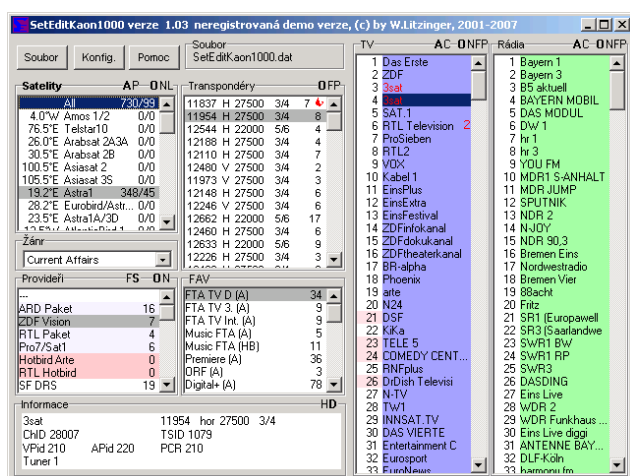 SetEditKaon1000 verze 1.03 neregistrovaná demo verze, (c) by W.Litzinger, 2001-2007
Soubor Konfig. Pomoc
Soubor
SetEditKaon1000.dat
Satelity AP ONL
All 730/99
4.0°W Amos 1/2 0/0
76.5°E Telstar10 0/0
26.0°E Arabsat 2A3A 0/0
30.5°E Arabsat 2B 0/0
100.5°E Asiasat 2 0/0
105.5°E Asiasat 3S 0/0
19.2°E Astra1 348/45
28.2°E Eurobird/Astr... 0/0
23.5°E Astra1A/3D 0/0
Transpondéry OFP
11837 H 27500 3/4 7
11954 H 27500 3/4 8
12544 H 22000 5/6 4
12188 H 27500 3/4 4
12110 H 27500 3/4 7
12480 V 27500 3/4 2
11973 V 27500 3/4 3
12148 H 27500 3/4 6
12246 V 27500 3/4 6
12662 H 22000 5/6 17
12460 H 27500 3/4 6
12633 H 22000 5/6 9
12226 H 27500 3/4 3
Žánr
Current Affairs
Provideři FS ON
---
ARD Paket 16
ZDF Vision 7
RTL Paket 4
Pro7/Sat1 6
Hotbird Arte 0
RTL Hotbird 0
SF DRS 19
FAV
FTA TV D (A) 34
FTA TV 3. (A) 9
FTA TV Int. (A) 9
Music FTA (A) 5
Music FTA (HB) 11
Premiere (A) 36
ORF (A) 3
Digital+ (A) 78
Informace HD
3sat 11954 hor 27500 3/4
ChID 28007 TSID 1079
VPid 210 APid 220 PCR 210
Tuner 1
TV AC ONFP
1 Das Erste
2 ZDF
3 3sat
4 3sat
5 SAT.1
6 RTL Television 2
7 ProSieben
8 RTL2
9 VOX
10 Kabel 1
11 EinsPlus
12 EinsExtra
13 EinsFestival
14 ZDFinfokanal
15 ZDFdokukanal
16 ZDFtheaterkanal
17 BR-alpha
18 Phoenix
19 arte
20 N24
21 DSF
22 KiKa
23 TELE 5
24 COMEDY CENT...
25 RNFplus
26 DrDish Televisi
27 N-TV
28 TW1
29 INNSAT.TV
30 DAS VIERTE
31 Entertainment C
32 Eurosport
33 EuroNews
Rádia AC ONFP
1 Bayern 1
2 Bayern 3
3 B5 aktuell
4 BAYERN MOBIL
5 DAS MODUL
6 DW 1
7 hr 1
8 hr 3
9 YOU FM
10 MDR1 S-ANHALT
11 MDR JUMP
12 SPUTNIK
13 NDR 2
14 N-JOY
15 NDR 90,3
16 Bremen Eins
17 Nordwestradio
18 Bremen Vier
19 88acht
20 Fritz
21 SR1 (Europawell
22 SR3 (Saarlandwe
23 SWR1 BW
24 SWR1 RP
25 SWR3
26 DASDING
27 Eins Live
28 WDR 2
29 WDR Funkhaus ...
30 Eins Live diggi
31 ANTENNE BAY...
32 DLF-Köln
33 harmony fm